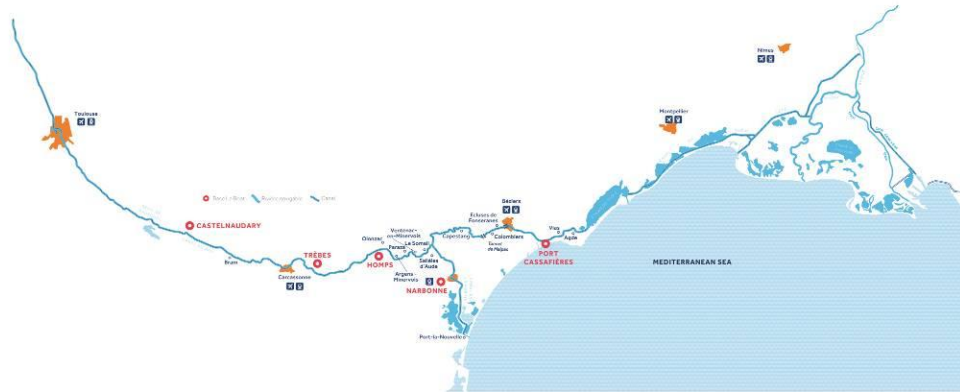 Nîmes
Toulouse
Montpellier
CASTELNAUDARY
Béziers
Écluses de
Fonseranes
Vias
Ventenac-
en-Minervois
Capestang
Colombiers
Agde
Olonzac
Le Somail
Paraza
Tunnel
de Malpas
TRÈBES
HOMPS
Sallèles
d'Aude
PORT
CASSAFIÈRES
Bram
Argens
Minervois
MEDITERRANEAN SEA
Carcassonne
NARBONNE
Port-la-Nouvelle